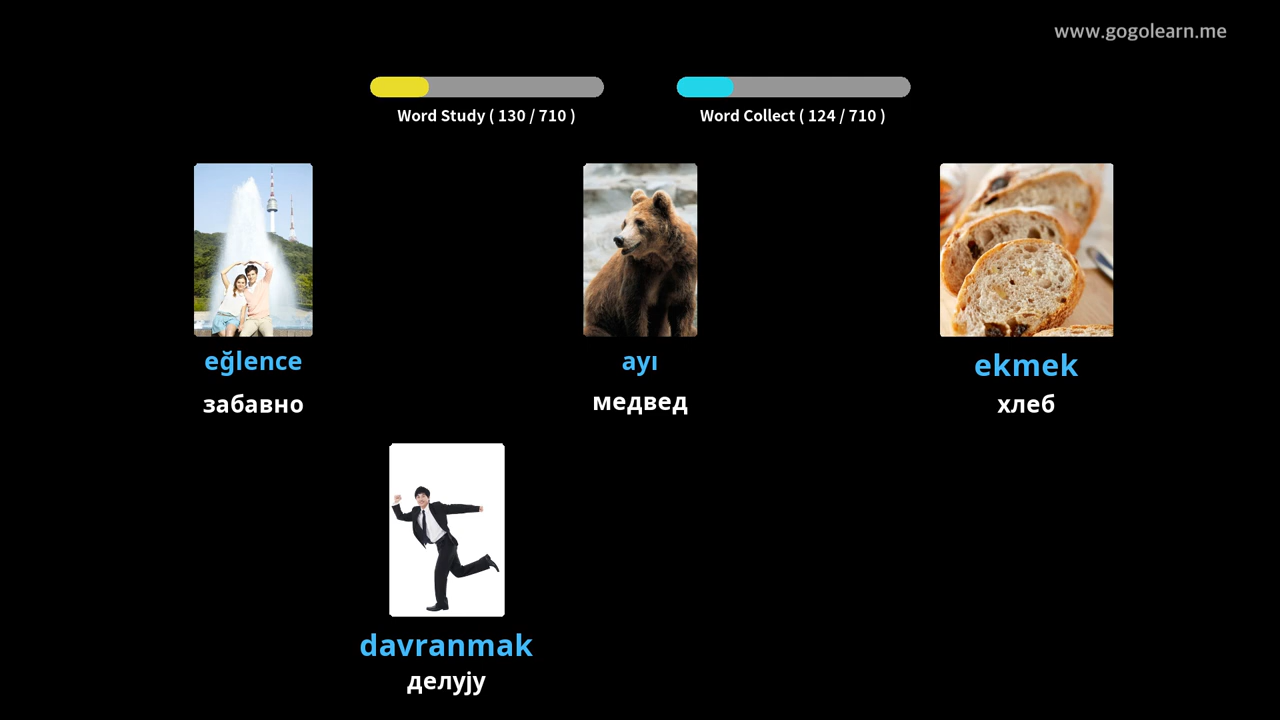 www.gogolearn.me
Word Study ( 130 / 710 )
Word Collect ( 124 / 710 )
eğlence
забавно
ayı
медвед
ekmek
хлеб
davranmak
делују